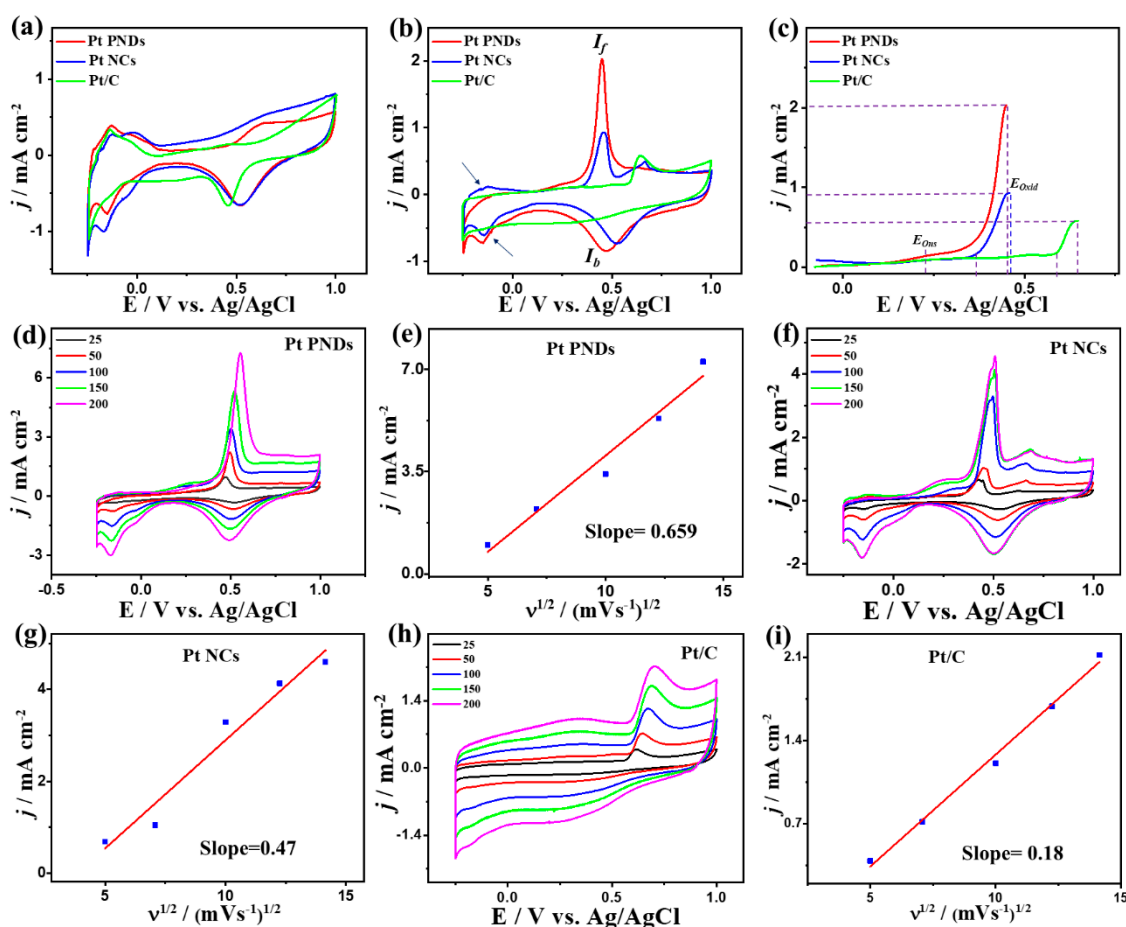 (a)
Pt PNDs
Pt NCs
Pt/C
1
0
-1
0.0
0.5
1.0
j / mA cm-2
E / V vs. Ag/AgCl
(b)
Pt PNDs
Pt NCs
Pt/C
If
Ib
2
1
0
-1
0.0
0.5
1.0
j / mA cm-2
E / V vs. Ag/AgCl
(c)
Pt PNDs
Pt NCs
Pt/C
EOxid
EOns
2
1
0
0.0
0.5
j / mA cm-2
E / V vs. Ag/AgCl
(d)
Pt PNDs
25
50
100
150
200
6
3
0
-3
-0.5
0.0
0.5
1.0
j / mA cm-2
E / V vs. Ag/AgCl
(e)
Pt PNDs
Slope= 0.659
7.0
3.5
0.0
5
10
15
j / mA cm-2
ν1/2 / (mVs-1)1/2
(f)
Pt NCs
25
50
100
150
200
4
2
0
-2
0.0
0.5
1.0
j / mA cm-2
E / V vs. Ag/AgCl
(g)
Pt NCs
Slope=0.47
4
2
0
5
10
15
j / mA cm-2
ν1/2 / (mVs-1)1/2
(h)
Pt/C
25
50
100
150
200
1.4
0.0
-1.4
0.0
0.5
1.0
j / mA cm-2
E / V vs. Ag/AgCl
(i)
Pt/C
Slope= 0.18
2.1
1.4
0.7
5
10
15
j / mA cm-2
ν1/2 / (mVs-1)1/2